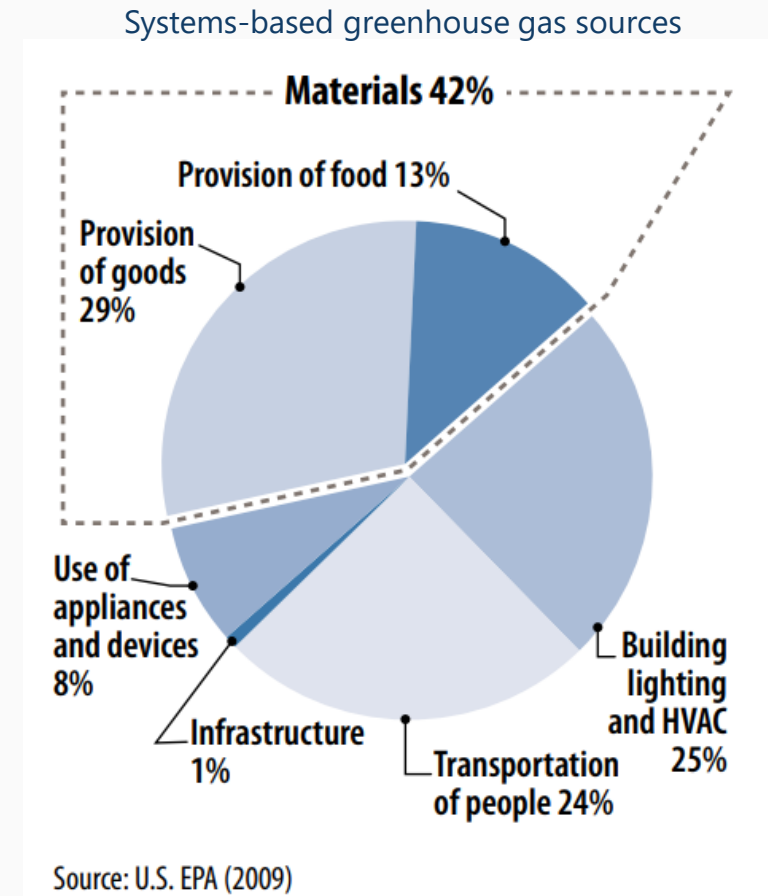 Systems-based greenhouse gas sources
Materials 42%
Provision of food 13%
Provision
of goods
29%
Use of
appliances
and devices
8%
Infrastructure
1%
Transportation
of people 24%
Building
lighting
and HVAC
25%
Source: U.S. EPA (2009)